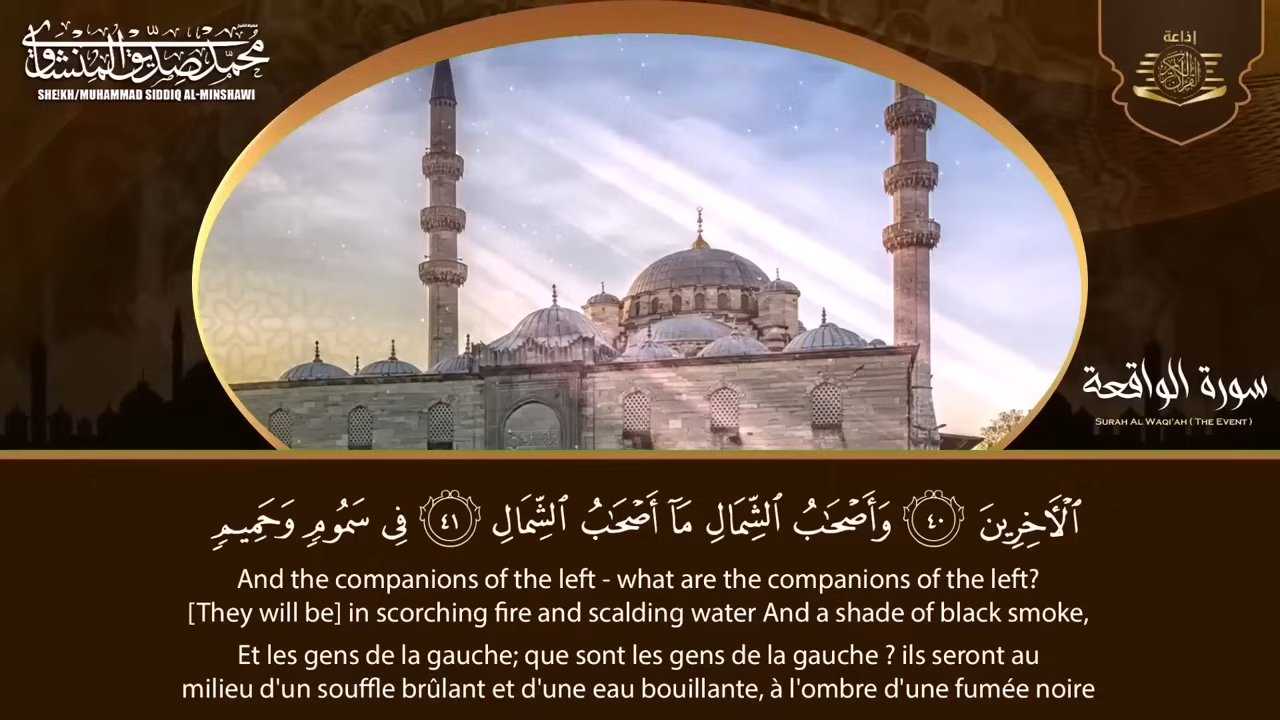 محمد صديق المنشاوي
SHEIKH/MUHAMMAD SIDDIQ AL-MINSHAWI
إذاعة
القرآن الكريم
سورة الواقعة
SURAH AL WAQI'AH ( THE EVENT )
ٱلْأٓخِرِينَ ٤٠ وَأَصْحَٰبُ ٱلشِّمَالِ مَآ أَصْحَٰبُ ٱلشِّمَالِ ٤١ فِى سَمُومٍ وَحَمِيمٍ
And the companions of the left - what are the companions of the left?
[They will be] in scorching fire and scalding water And a shade of black smoke,
Et les gens de la gauche; que sont les gens de la gauche ? ils seront au
milieu d'un souffle brûlant et d'une eau bouillante, à l'ombre d'une fumée noire